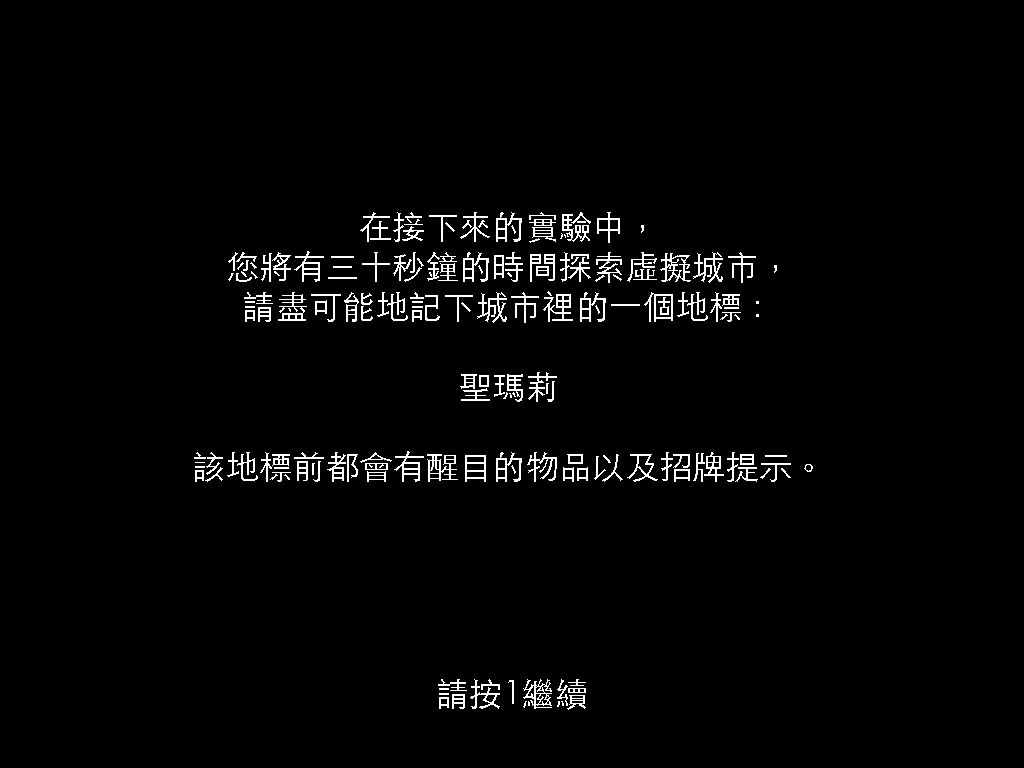 在接下來的實驗中，
您將有三十秒鐘的時間探索虛擬城市，
請盡可能地記下城市裡的一個地標：
聖瑪莉
該地標前都會有醒目的物品以及招牌提示。
請按1繼續